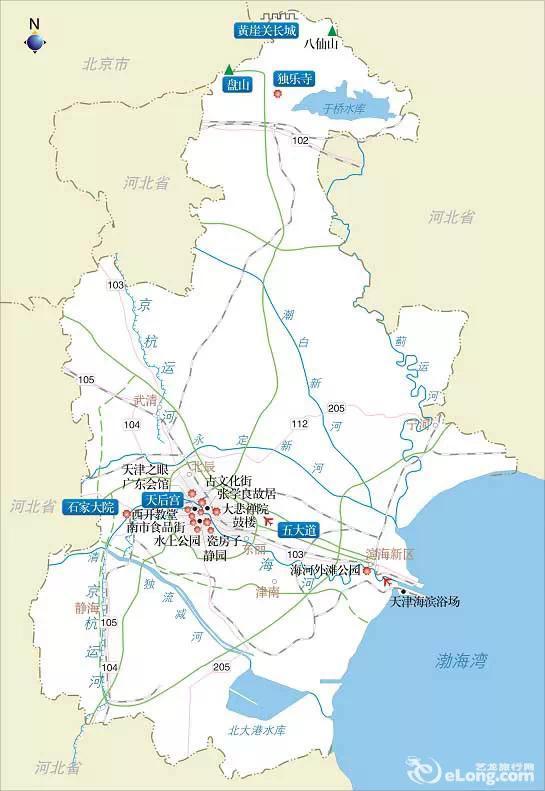 N
黄崖关长城
八仙山
北京市
盘山
独乐寺
于桥水库
102
河北省
河北省
103
京杭运河
潮白新河
蓟运河
105
武清
104
205
112
宁河
永定新河
天津之眼
北辰
广东会馆
古文化街
张学良故居
河北省
石家大院
天后宫
大悲禅院
西开教堂
鼓楼
五大道
南市食品街
水上公园
瓷房子
静园
东丽
103
滨海新区
海河外滩公园
海河
清
独流减河
津南
天津海滨浴场
静海
京杭运河
105
104
205
渤海湾
北大港水库
河北省
艺龙旅行网
eLong.com